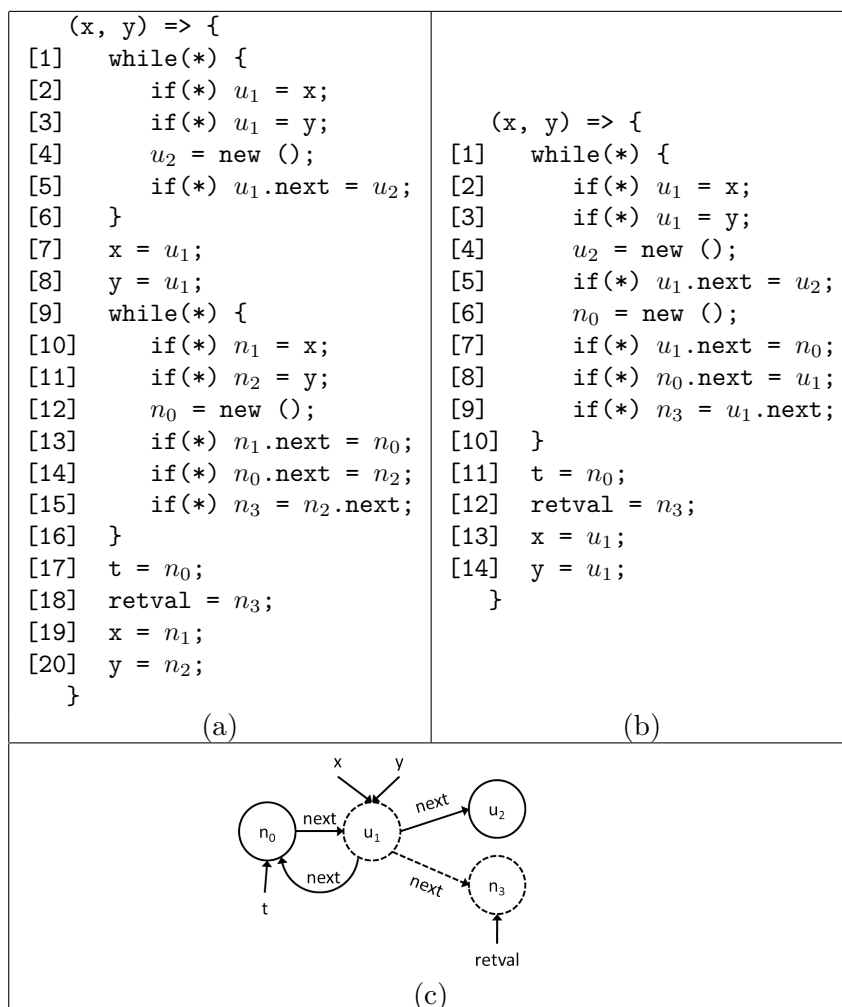 (x, y) => {
[1] while(*) {
[2] if(*) u₁ = x;
[3] if(*) u₁ = y;
[4] u₂ = new ();
[5] if(*) u₁.next = u₂;
[6] }
[7] x = u₁;
[8] y = u₁;
[9] while(*) {
[10] if(*) n₁ = x;
[11] if(*) n₂ = y;
[12] n₀ = new ();
[13] if(*) n₁.next = n₀;
[14] if(*) n₀.next = n₂;
[15] if(*) n₃ = n₂.next;
[16] }
[17] t = n₀;
[18] retval = n₃;
[19] x = n₁;
[20] y = n₂;
}
(a)
(x, y) => {
[1] while(*) {
[2] if(*) u₁ = x;
[3] if(*) u₁ = y;
[4] u₂ = new ();
[5] if(*) u₁.next = u₂;
[6] n₀ = new ();
[7] if(*) u₁.next = n₀;
[8] if(*) n₀.next = u₁;
[9] if(*) n₃ = u₁.next;
[10] }
[11] t = n₀;
[12] retval = n₃;
[13] x = u₁;
[14] y = u₁;
}
(b)
x y
n₀ next u₁ next u₂
next next n₃
t
retval
(c)